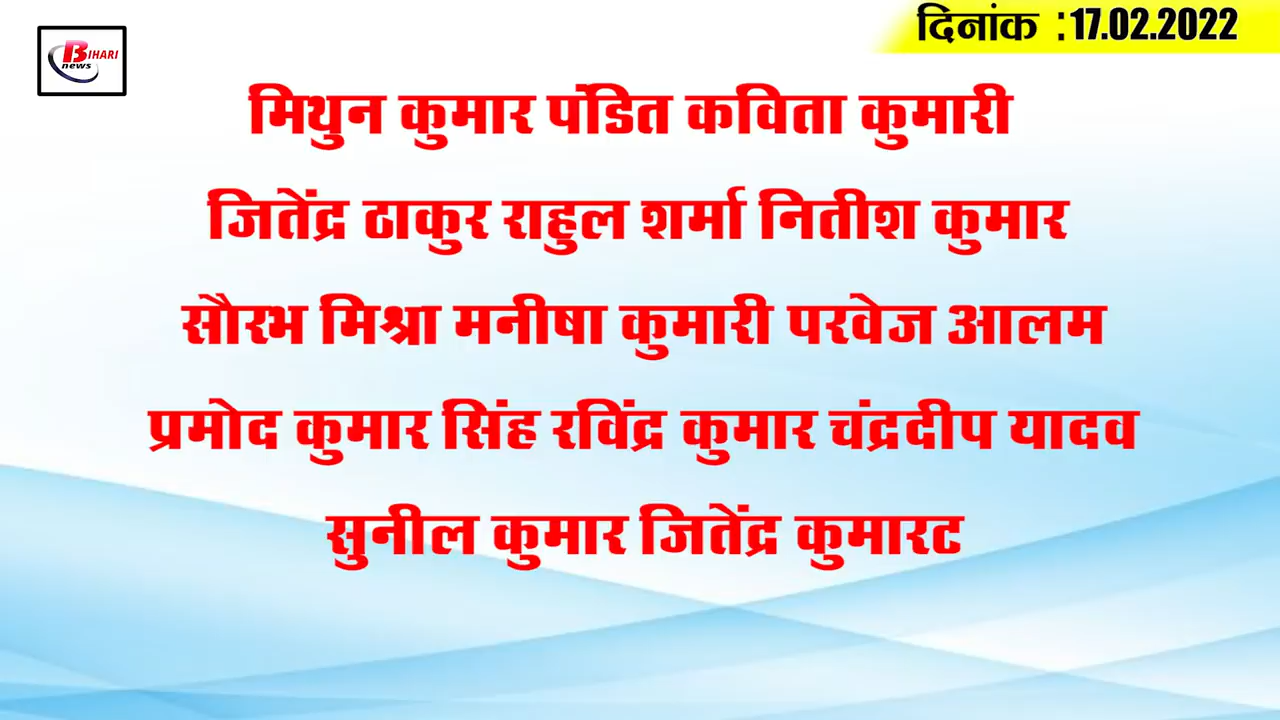 BIHARI
news
दिनांक :17.02.2022
मिथुन कुमार पंडित कविता कुमारी
जितेंद्र ठाकुर राहुल शर्मा नितीश कुमार
सौरभ मिश्रा मनीषा कुमारी परवेज आलम
प्रमोद कुमार सिंह रविंद्र कुमार चंद्रदीप यादव
सुनील कुमार जितेंद्र कुमारट